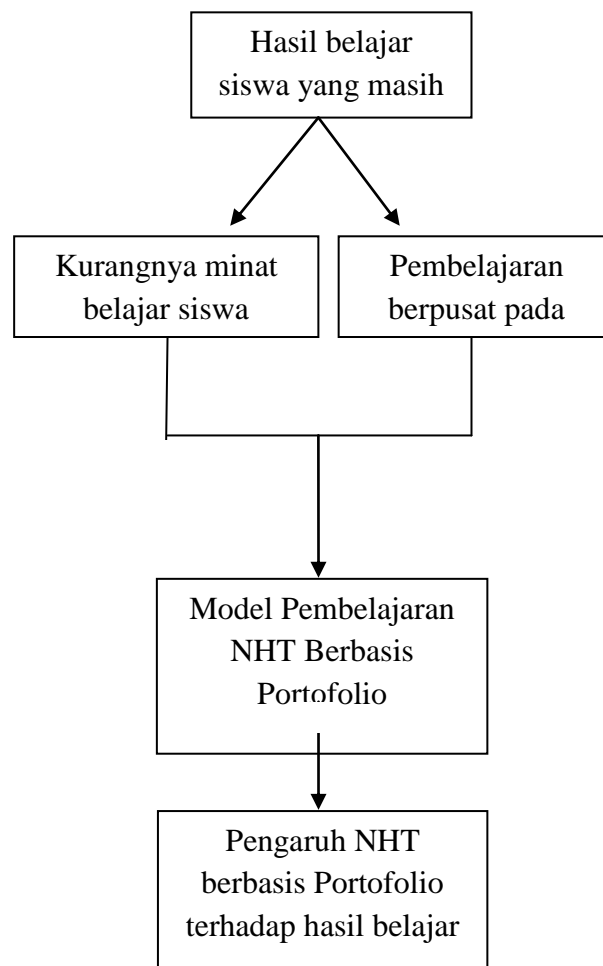 Hasil belajar
siswa yang masih
Kurangnya minat
belajar siswa
Pembelajaran
berpusat pada
Model Pembelajaran
NHT Berbasis
Portofolio
Pengaruh NHT
berbasis Portofolio
terhadap hasil belajar